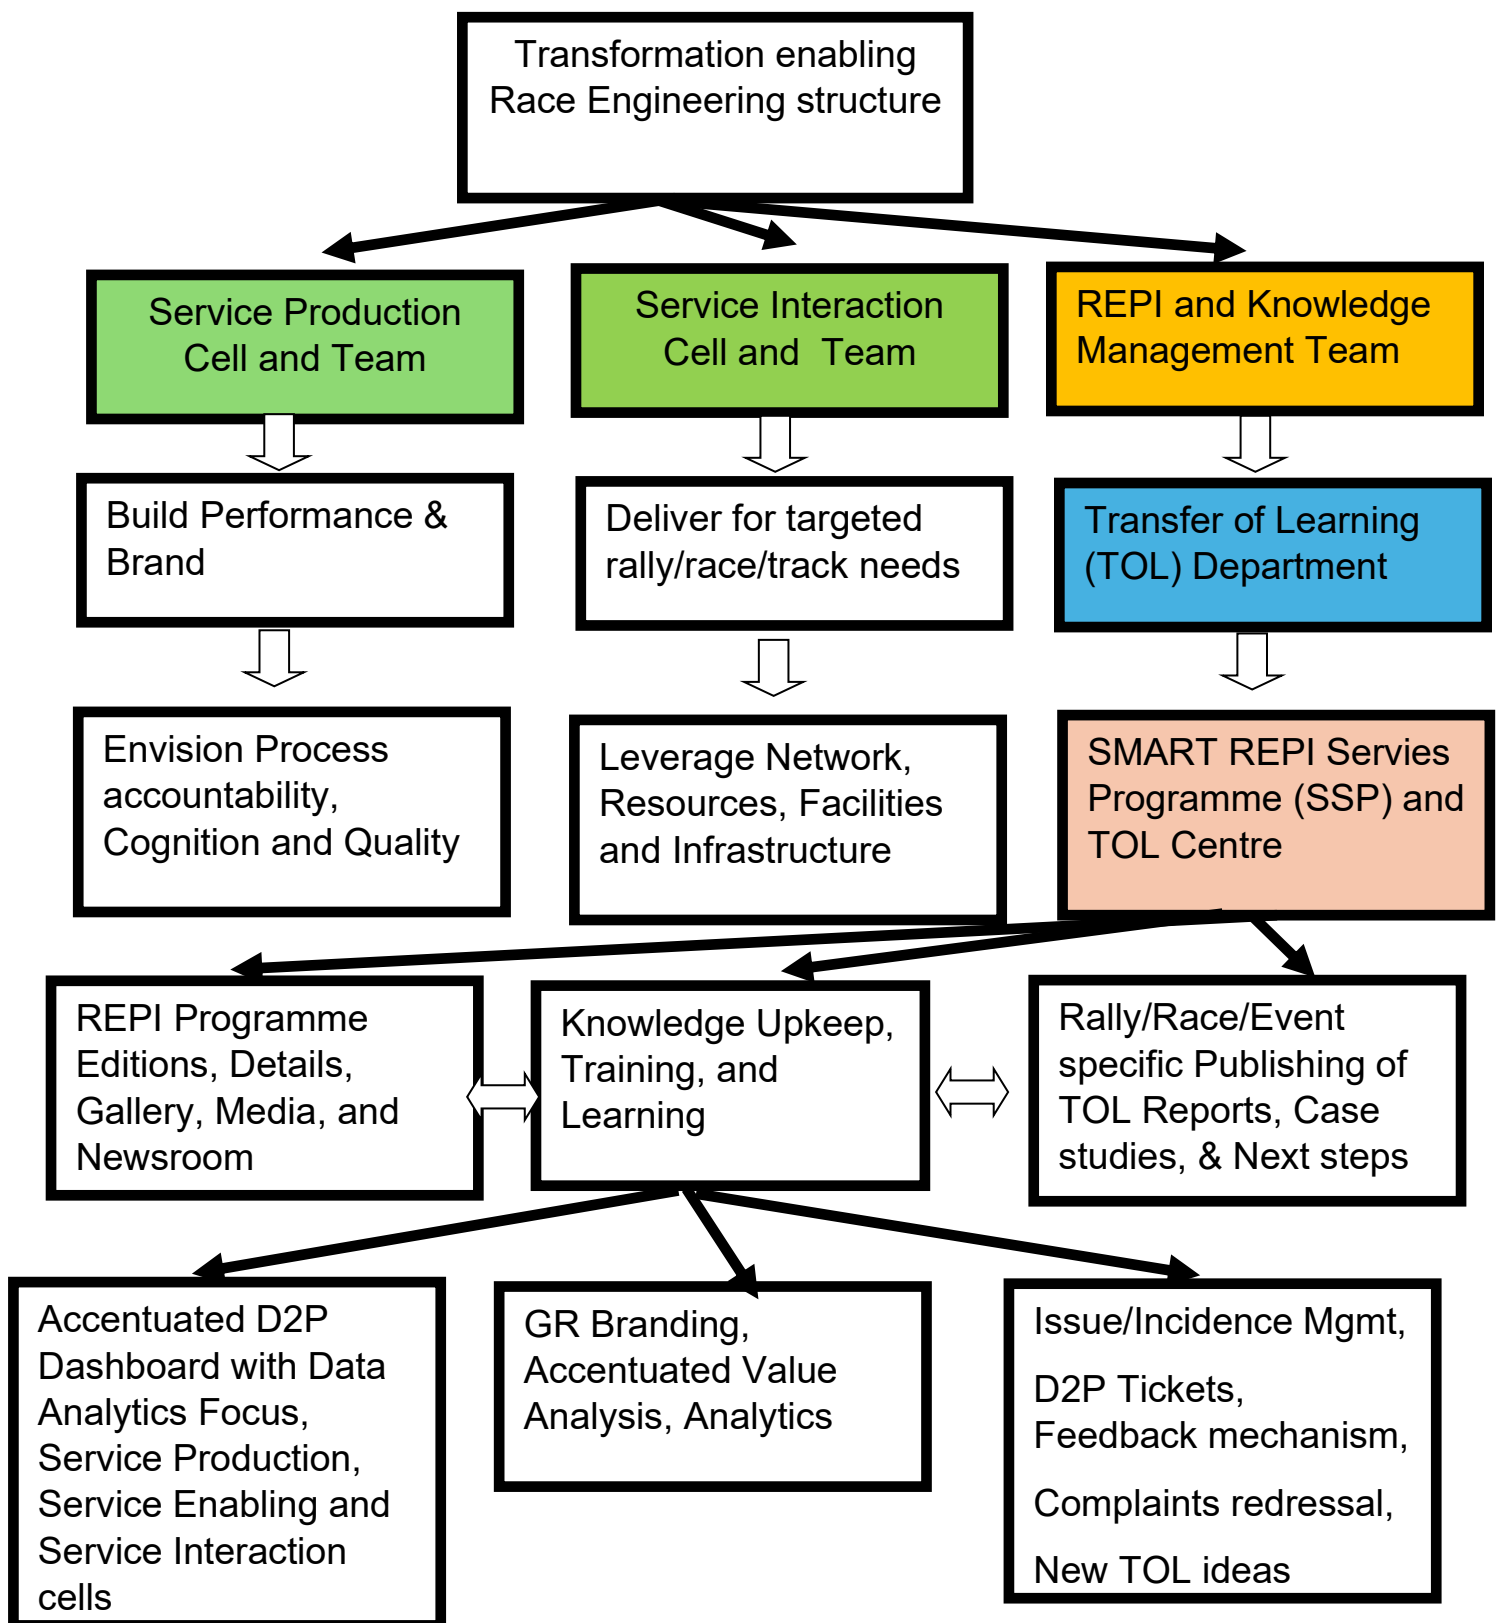 Transformation enabling
Race Engineering structure
Service Production
Cell and Team
Service Interaction
Cell and  Team
REPI and Knowledge
Management Team
Build Performance &
Brand
Deliver for targeted
rally/race/track needs
Transfer of Learning
(TOL) Department
Envision Process
accountability,
Cognition and Quality
Leverage Network,
Resources, Facilities
and Infrastructure
SMART REPI Servies
Programme (SSP) and
TOL Centre
REPI Programme
Editions, Details,
Gallery, Media, and
Newsroom
Knowledge Upkeep,
Training, and
Learning
Rally/Race/Event
specific Publishing of
TOL Reports, Case
studies, & Next steps
Accentuated D2P
Dashboard with Data
Analytics Focus,
Service Production,
Service Enabling and
Service Interaction
cells
GR Branding,
Accentuated Value
Analysis, Analytics
Issue/Incidence Mgmt,
D2P Tickets,
Feedback mechanism,
Complaints redressal,
New TOL ideas